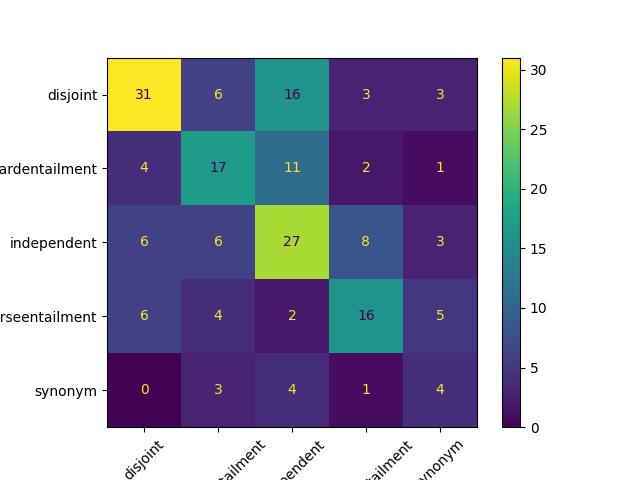 disjoint 31 6 16 3 3
ardentailment 4 17 11 2 1
independent 6 6 27 8 3
rseentailment 6 4 2 16 5
synonym 0 3 4 1 4
disjoint tailment pendent tailment ynonym
30
25
20
15
10
5
0